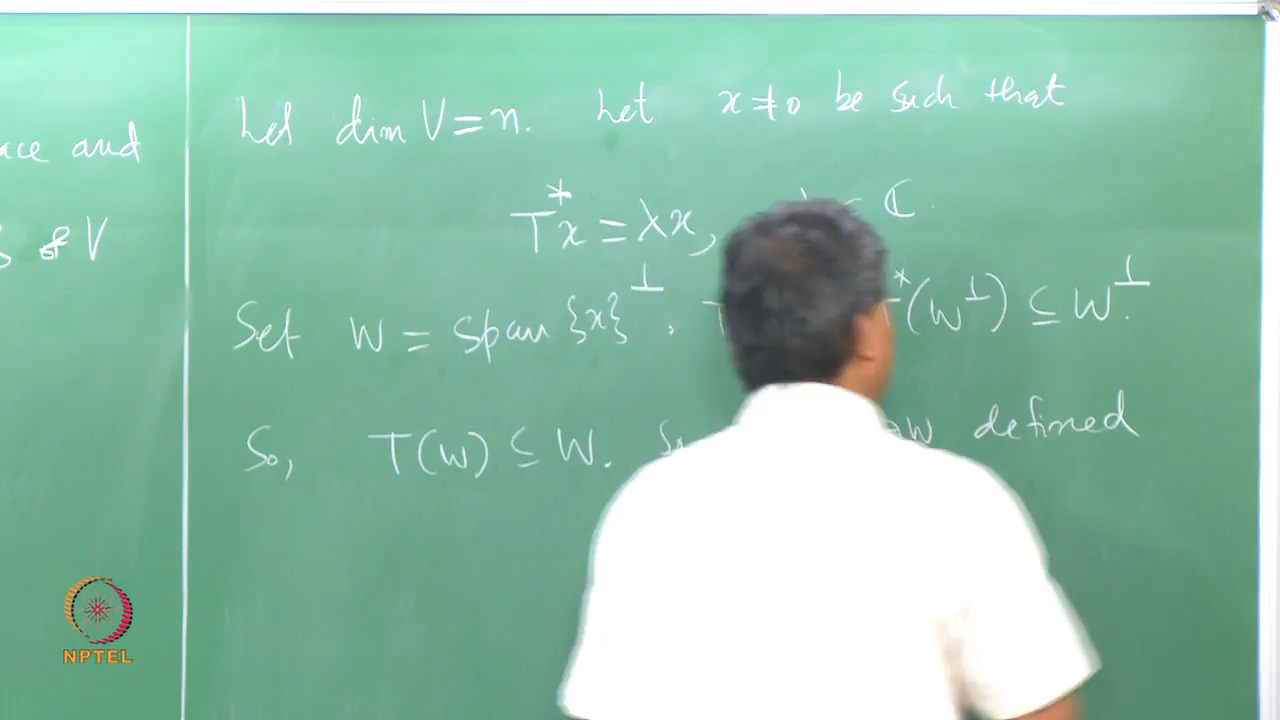 ace and
of V
Let dim V = n. Let x ≠ 0 be such that
T*x = λx, ℂ.
Set W = span {x}⊥. *(W⊥) ⊆ W⊥.
So, T(W) ⊆ W. W defined
NPTEL